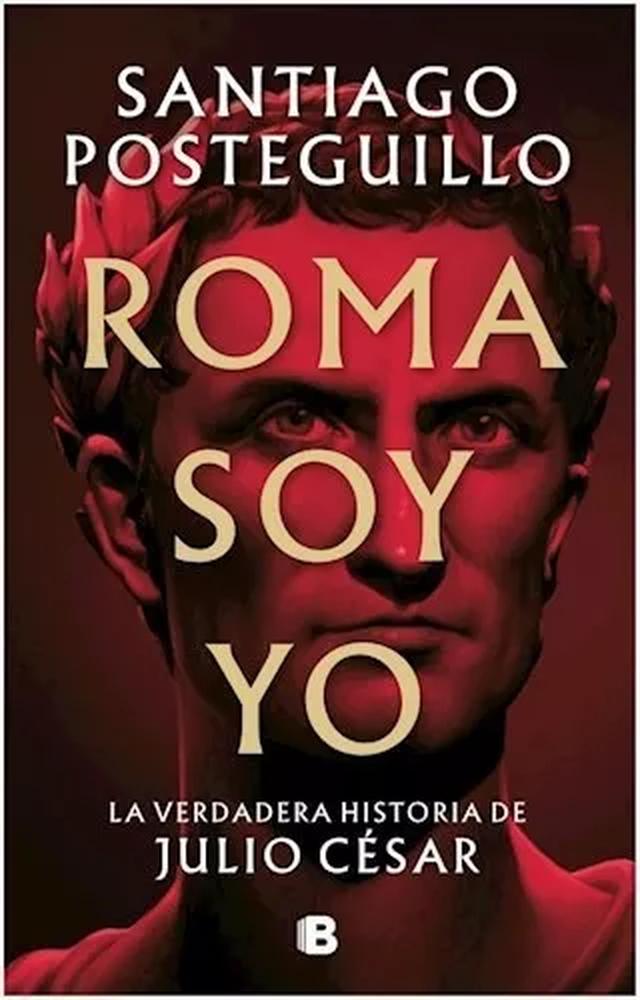 SANTIAGO
POSTEGUILLO
ROMA
SOY
YO
LA VERDADERA HISTORIA DE
JULIO CÉSAR
B